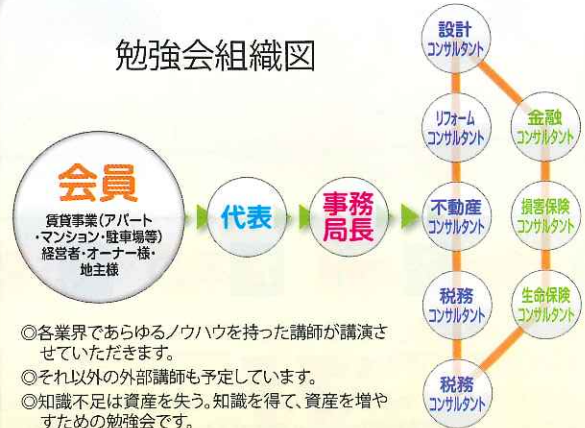 勉強会組織図
会員
賃貸事業(アパート
・マンション・駐車場等)
経営者・オーナー様・
地主様
代表
事務
局長
設計
コンサルタント
リフォーム
コンサルタント
不動産
コンサルタント
税務
コンサルタント
税務
コンサルタント
金融
コンサルタント
損害保険
コンサルタント
生命保険
コンサルタント
◎各業界であらゆるノウハウを持った講師が講演さ
せていただきます。
◎それ以外の外部講師も予定しています。
◎知識不足は資産を失う。知識を得て、資産を増や
すための勉強会です。